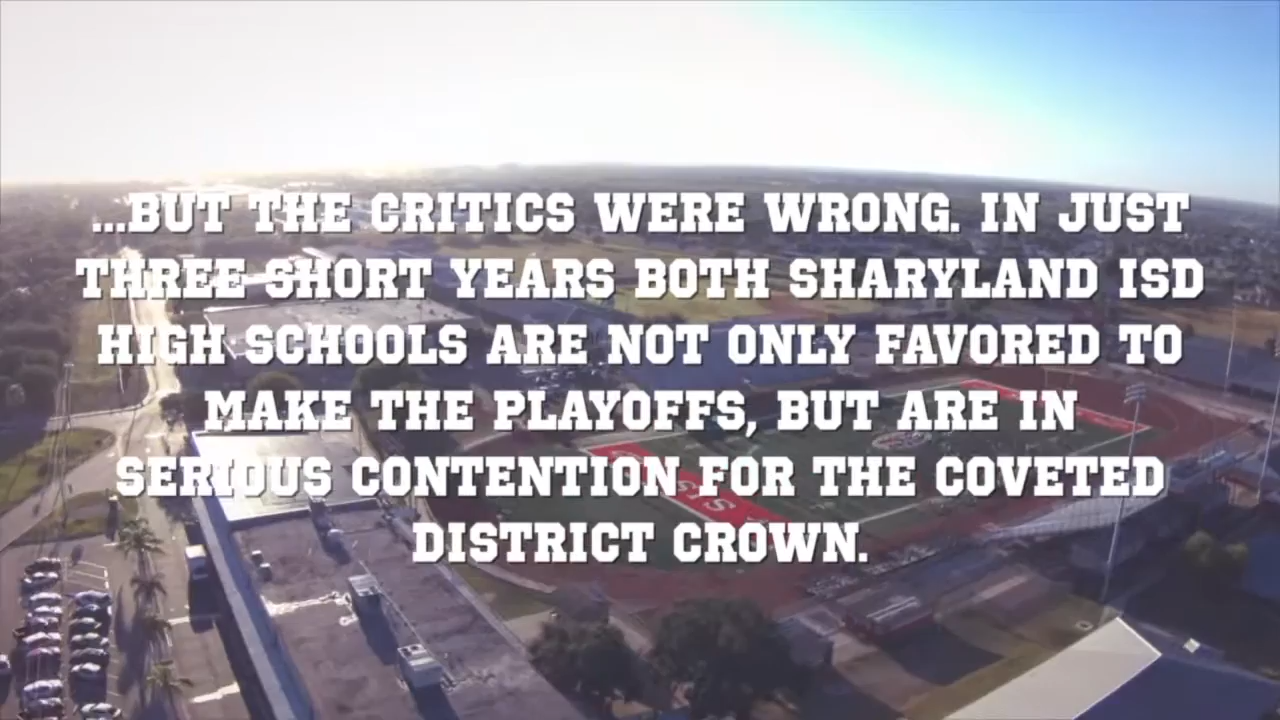 ...BUT THE CRITICS WERE WRONG. IN JUST
THREE SHORT YEARS BOTH SHARYLAND ISD
HIGH SCHOOLS ARE NOT ONLY FAVORED TO
MAKE THE PLAYOFFS, BUT ARE IN
SERIOUS CONTENTION FOR THE COVETED
DISTRICT CROWN.